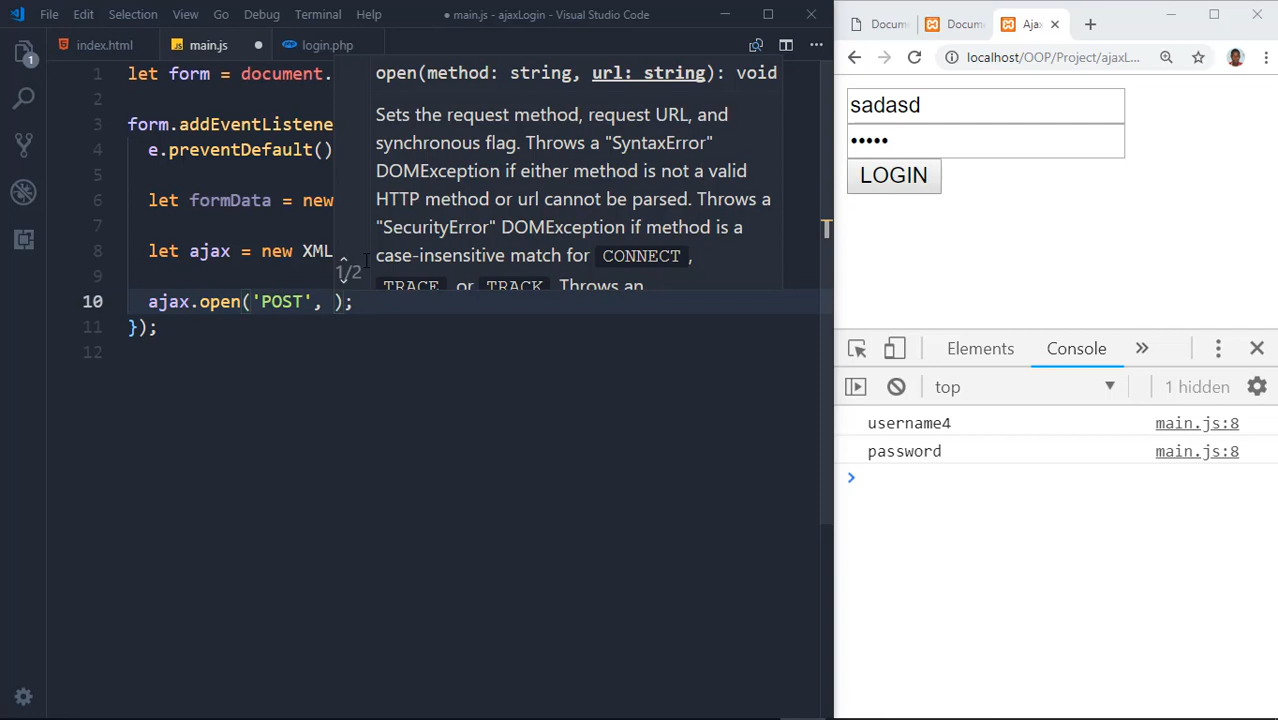 File Edit Selection View Go Debug Terminal Help
● main.js - ajaxLogin - Visual Studio Code
index.html
main.js ●
login.php
1
1 let form = document.
2
3 form.addEventListene
4 e.preventDefault()
5
6 let formData = new
7
8 let ajax = new XML
9
10 ajax.open('POST', );
11 });
12
1/2
open(method: string, url: string): void
Sets the request method, request URL, and
synchronous flag. Throws a "SyntaxError"
DOMException if either method is not a valid
HTTP method or url cannot be parsed. Throws a
"SecurityError" DOMException if method is a
case-insensitive match for CONNECT,
TRACE or TRACK. Throws an
Docum
Docum
Ajax
localhost/OOP/Project/ajaxL
sadasd
•••••
LOGIN
Elements Console
top 1 hidden
username4 main.js:8
password main.js:8